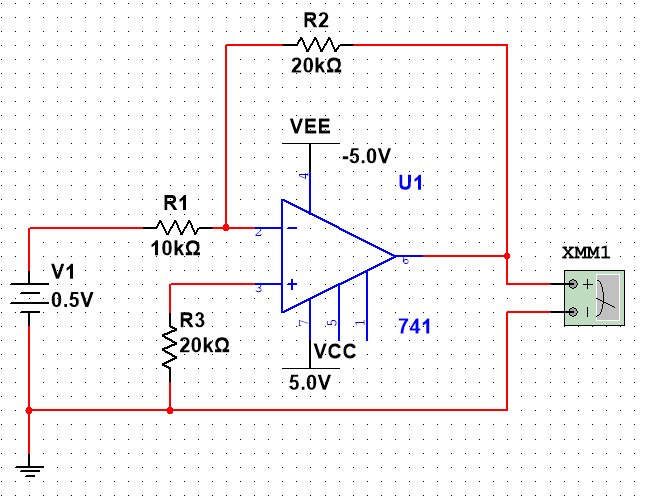 R2
20kΩ
VEE
-5.0V
4
U1
R1
10kΩ
2
6
XMM1
V1
0.5V
3
R3
20kΩ
7
5
1
741
VCC
5.0V